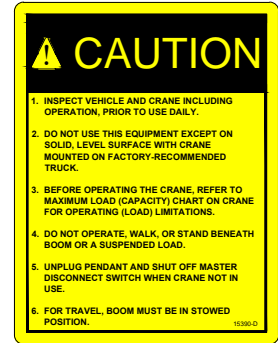 CAUTION
1. INSPECT VEHICLE AND CRANE INCLUDING
OPERATION, PRIOR TO USE DAILY.
2. DO NOT USE THIS EQUIPMENT EXCEPT ON
SOLID, LEVEL SURFACE WITH CRANE
MOUNTED ON FACTORY-RECOMMENDED
TRUCK.
3. BEFORE OPERATING THE CRANE, REFER TO
MAXIMUM LOAD (CAPACITY) CHART ON CRANE
FOR OPERATING (LOAD) LIMITATIONS.
4. DO NOT OPERATE, WALK, OR STAND BENEATH
BOOM OR A SUSPENDED LOAD.
5. UNPLUG PENDANT AND SHUT OFF MASTER
DISCONNECT SWITCH WHEN CRANE NOT IN
USE.
6. FOR TRAVEL, BOOM MUST BE IN STOWED
POSITION.
15390-D